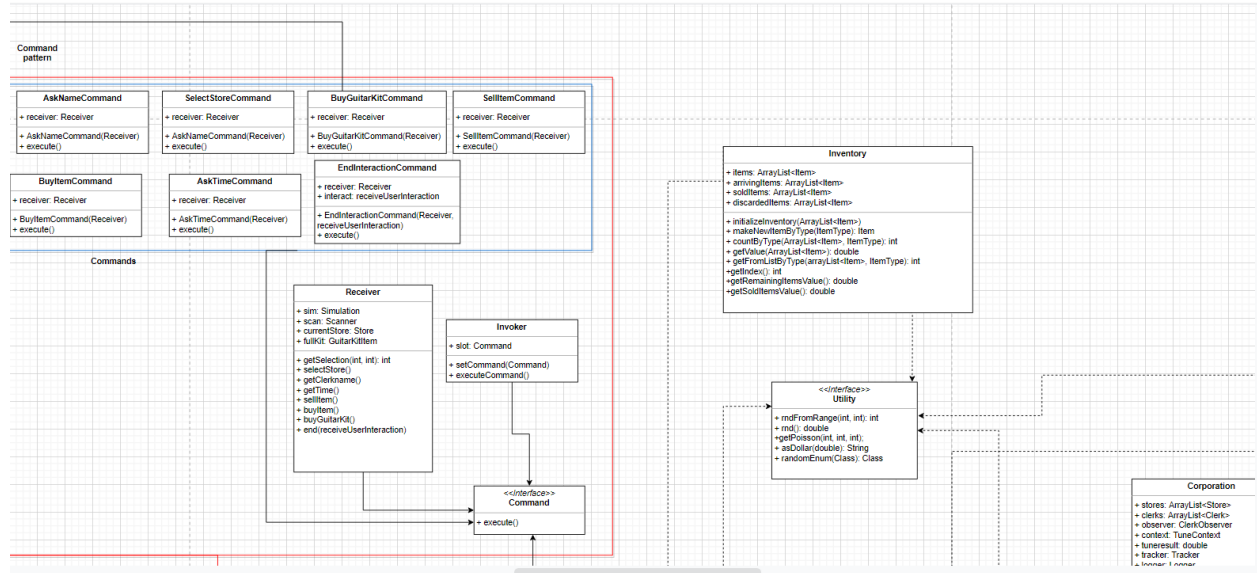 Command
pattern
AskNameCommand
+ receiver: Receiver
+ AskNameCommand(Receiver)
+ execute()
SelectStoreCommand
+ receiver: Receiver
+ AskNameCommand(Receiver)
+ execute()
BuyGuitarKitCommand
+ receiver: Receiver
+ BuyGuitarKitCommand(Receiver)
+ execute()
SellItemCommand
+ receiver: Receiver
+ SellItemCommand(Receiver)
+ execute()
BuyItemCommand
+ receiver: Receiver
+ BuyItemCommand(Receiver)
+ execute()
AskTimeCommand
+ receiver: Receiver
+ AskTimeCommand(Receiver)
+ execute()
EndInteractionCommand
+ receiver: Receiver
+ interact: receiveUserInteraction
+ EndInteractionCommand(Receiver,
receiveUserInteraction)
+ execute()
Commands
Receiver
+ sim: Simulation
+ scan: Scanner
+ currentStore: Store
+ fullKit: GuitarKitItem
+ getSelection(int, int): int
+ selectStore()
+ getClerkname()
+ getTime()
+ sellItem()
+ buyItem()
+ buyGuitarKit()
+ end(receiveUserInteraction)
Invoker
+ slot: Command
+ setCommand(Command)
+ executeCommand()
<<Interface>>
Command
+ execute()
Inventory
+ items: ArrayList<Item>
+ arrivingItems: ArrayList<Item>
+ soldItems: ArrayList<Item>
+ discardedItems: ArrayList<Item>
+ initializeInventory(ArrayList<Item>)
+ makeNewItemByType(ItemType): Item
+ countByType(ArrayList<Item>, ItemType): int
+ getValue(ArrayList<Item>): double
+ getFromListByType(arrayList<Item>, ItemType): int
+getIndex(): int
+getRemainingItemsValue(): double
+getSoldItemsValue(): double
<<Interface>>
Utility
+ rndFromRange(int, int): int
+ rnd(): double
+getPoisson(int, int, int);
+ asDollar(double): String
+ randomEnum(Class): Class
Corporation
+ stores: ArrayList<Store>
+ clerks: ArrayList<Clerk>
+ observer: ClerkObserver
+ context: TuneContext
+ tuneresult: double
+ tracker: Tracker
+ logger: Logger